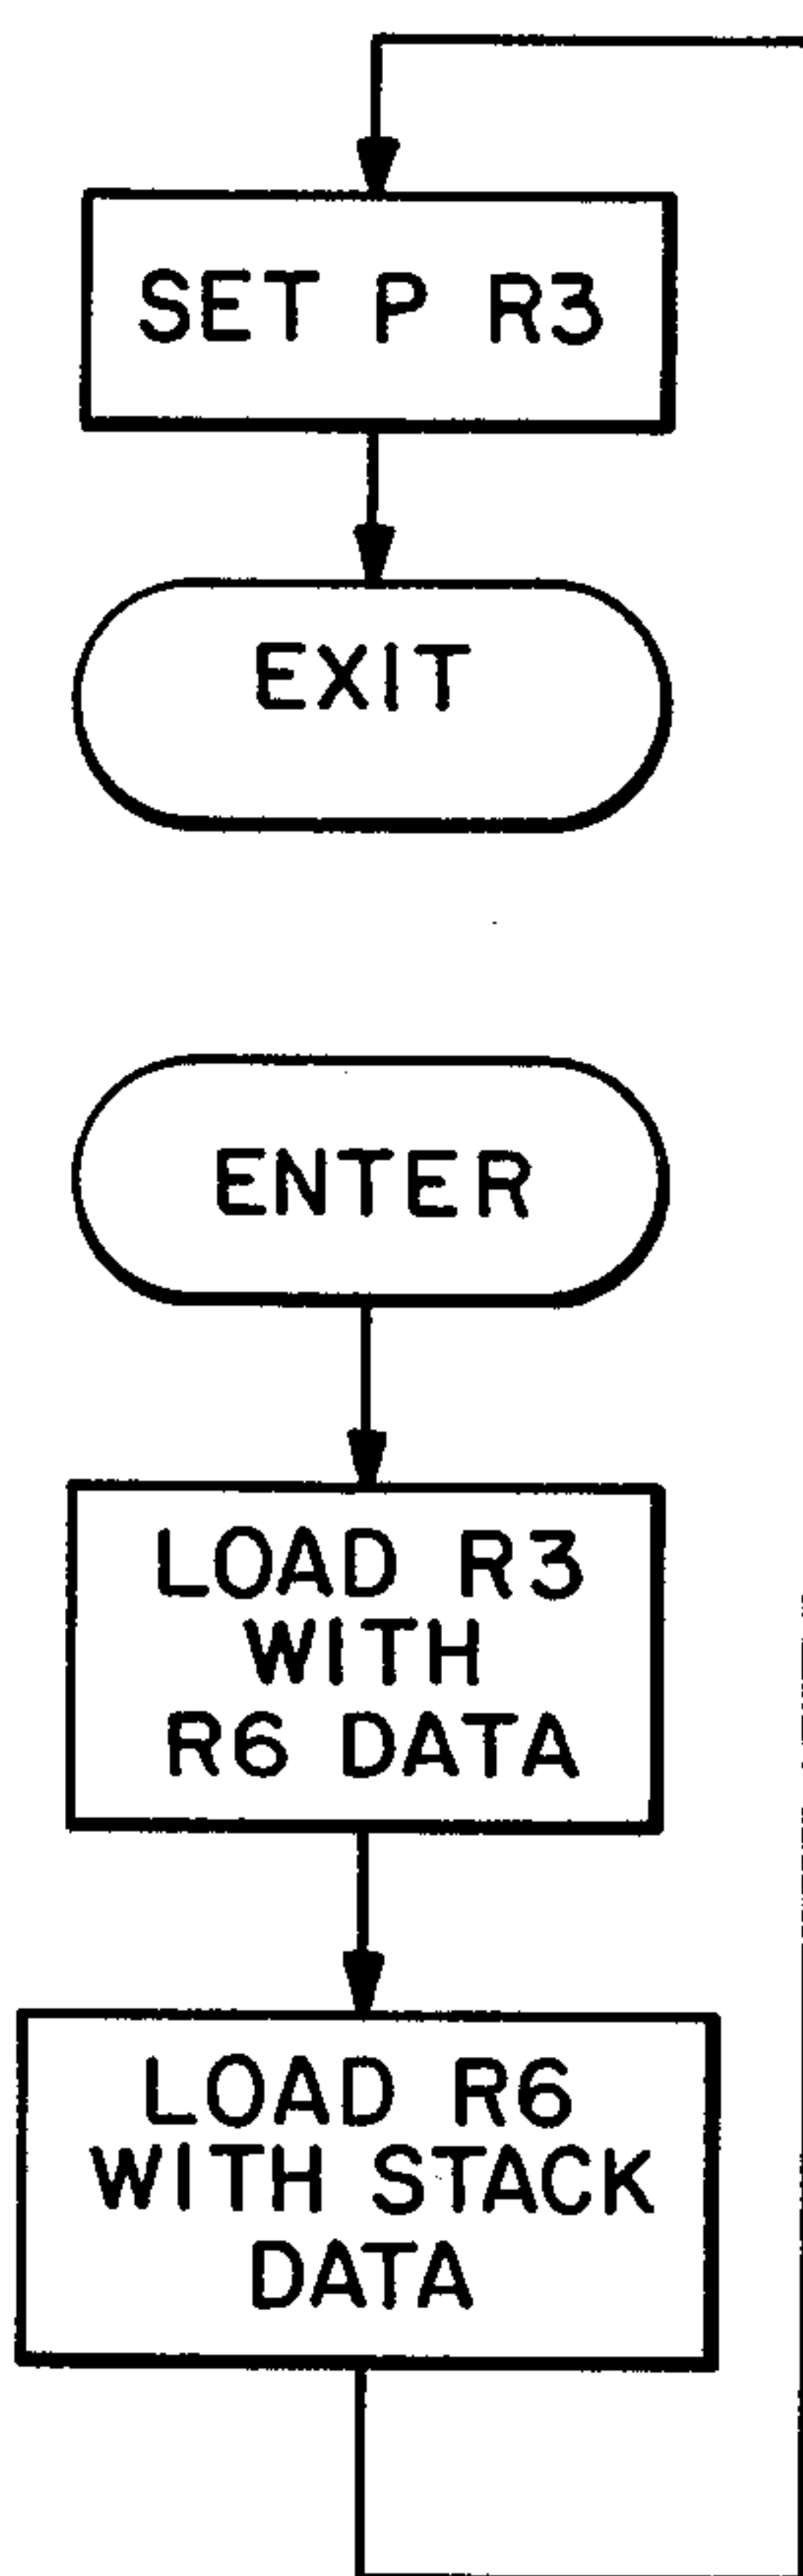 SET P R3
EXIT
ENTER
LOAD R3
WITH
R6 DATA
LOAD R6
WITH STACK
DATA